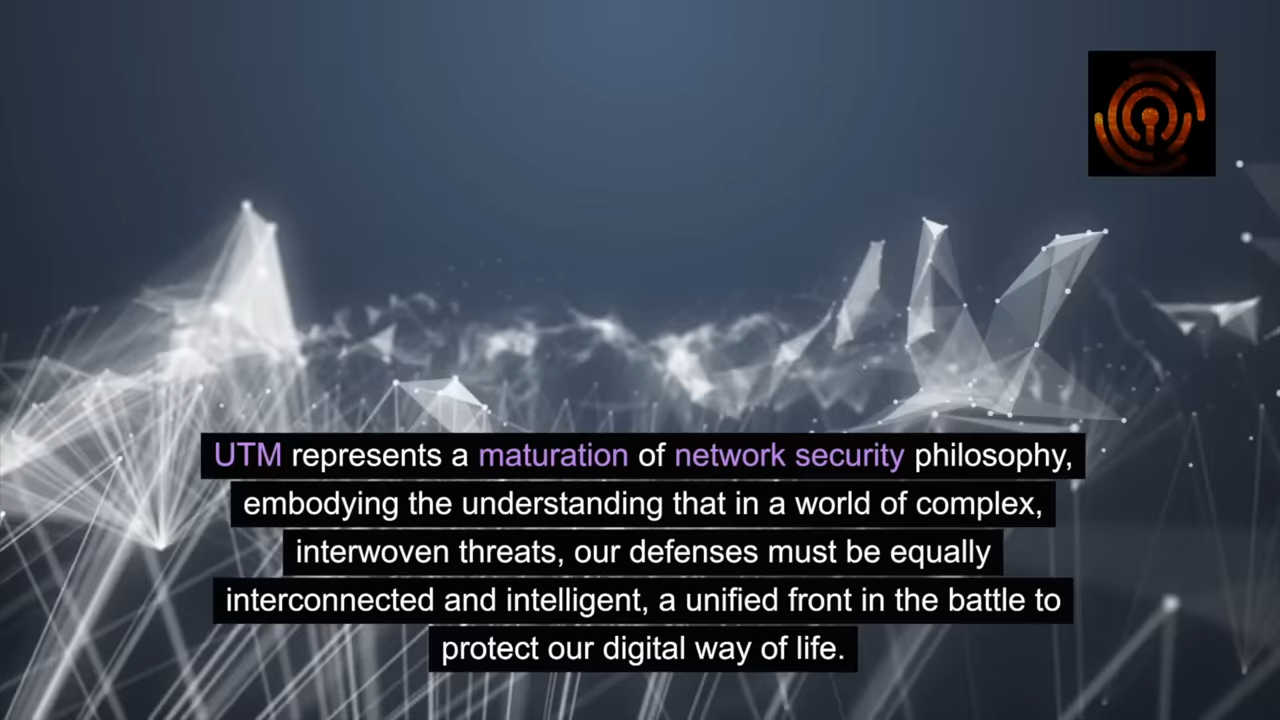 UTM represents a maturation of network security philosophy,
embodying the understanding that in a world of complex,
interwoven threats, our defenses must be equally
interconnected and intelligent, a unified front in the battle to
protect our digital way of life.